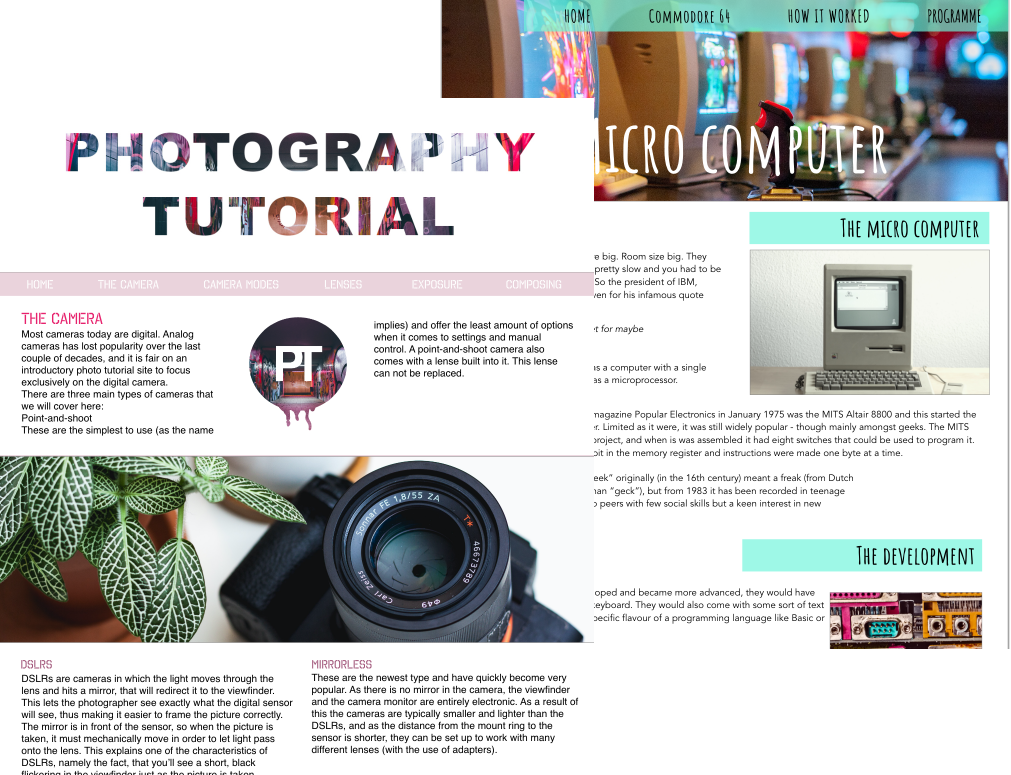 HOME Commodore 64 HOW IT WORKED PROGRAMME
MICRO COMPUTER
PHOTOGRAPHY
TUTORIAL
HOME THE CAMERA CAMERA MODES LENSES EXPOSURE COMPOSING
THE CAMERA
Most cameras today are digital. Analog
cameras has lost popularity over the last
couple of decades, and it is fair on an
introductory photo tutorial site to focus
exclusively on the digital camera.
There are three main types of cameras that
we will cover here:
Point-and-shoot
These are the simplest to use (as the name
PT
implies) and offer the least amount of options
when it comes to settings and manual
control. A point-and-shoot camera also
comes with a lense built into it. This lense
can not be replaced.
Sonnar FE 1,8/55 ZA
T*
46673789
Φ49
Carl Zeiss
DSLRS
DSLRs are cameras in which the light moves through the
lens and hits a mirror, that will redirect it to the viewfinder.
This lets the photographer see exactly what the digital sensor
will see, thus making it easier to frame the picture correctly.
The mirror is in front of the sensor, so when the picture is
taken, it must mechanically move in order to let light pass
onto the lens. This explains one of the characteristics of
DSLRs, namely the fact, that you'll see a short, black
flickering in the viewfinder just as the picture is taken
MIRRORLESS
These are the newest type and have quickly become very
popular. As there is no mirror in the camera, the viewfinder
and the camera monitor are entirely electronic. As a result of
this the cameras are typically smaller and lighter than the
DSLRs, and as the distance from the mount ring to the
sensor is shorter, they can be set up to work with many
different lenses (with the use of adapters).
The micro computer
re big. Room size big. They
pretty slow and you had to be
So the president of IBM,
ven for his infamous quote
et for maybe
as a computer with a single
as a microprocessor.
magazine Popular Electronics in January 1975 was the MITS Altair 8800 and this started the
er. Limited as it were, it was still widely popular - though mainly amongst geeks. The MITS
project, and when is was assembled it had eight switches that could be used to program it.
bit in the memory register and instructions were made one byte at a time.
eek" originally (in the 16th century) meant a freak (from Dutch
an "geck"), but from 1983 it has been recorded in teenage
o peers with few social skills but a keen interest in new
The development
oped and became more advanced, they would have
keyboard. They would also come with some sort of text
pecific flavour of a programming language like Basic or